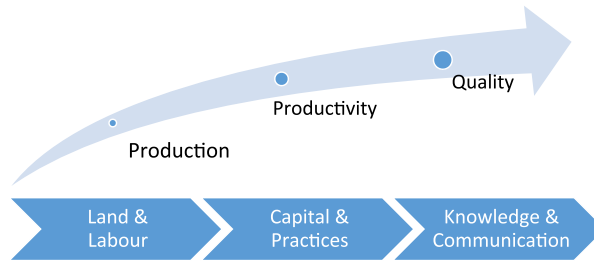 Quality
Productivity
Production
Land &
Labour
Capital &
Practices
Knowledge &
Communication